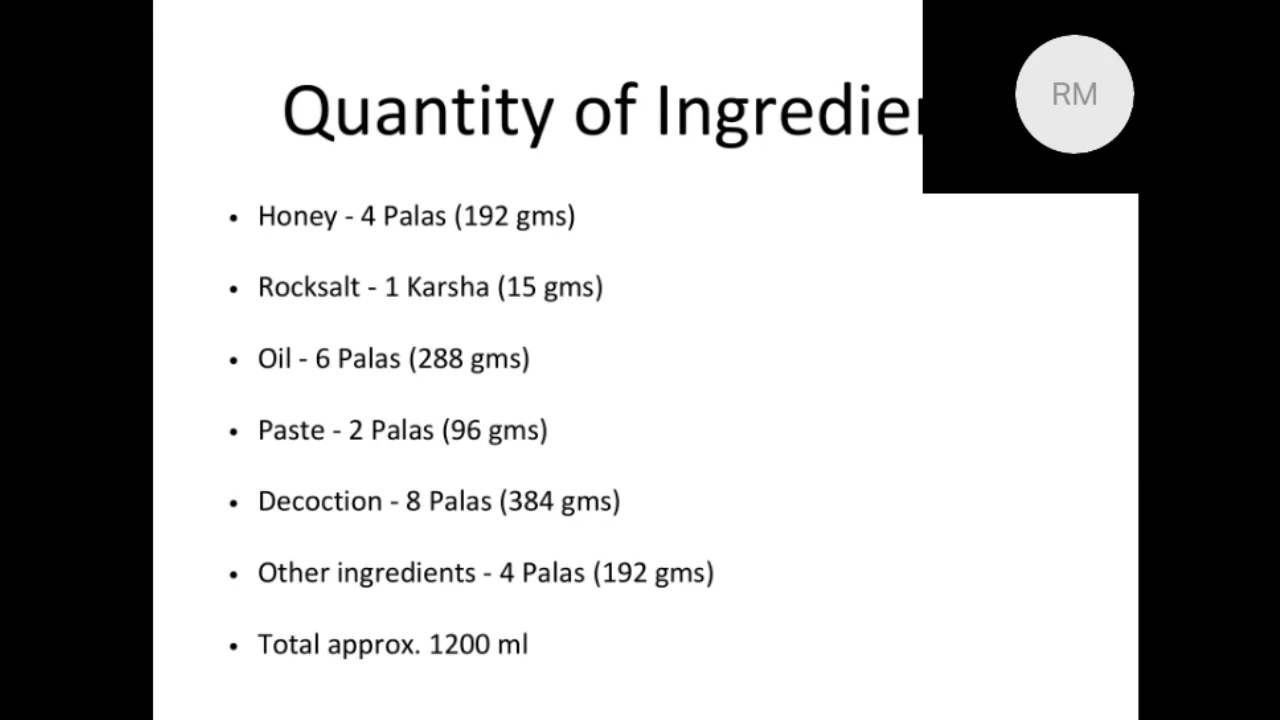 Quantity of Ingredie
RM
• Honey - 4 Palas (192 gms)
• Rocksalt - 1 Karsha (15 gms)
• Oil - 6 Palas (288 gms)
• Paste - 2 Palas (96 gms)
• Decoction - 8 Palas (384 gms)
• Other ingredients - 4 Palas (192 gms)
• Total approx. 1200 ml